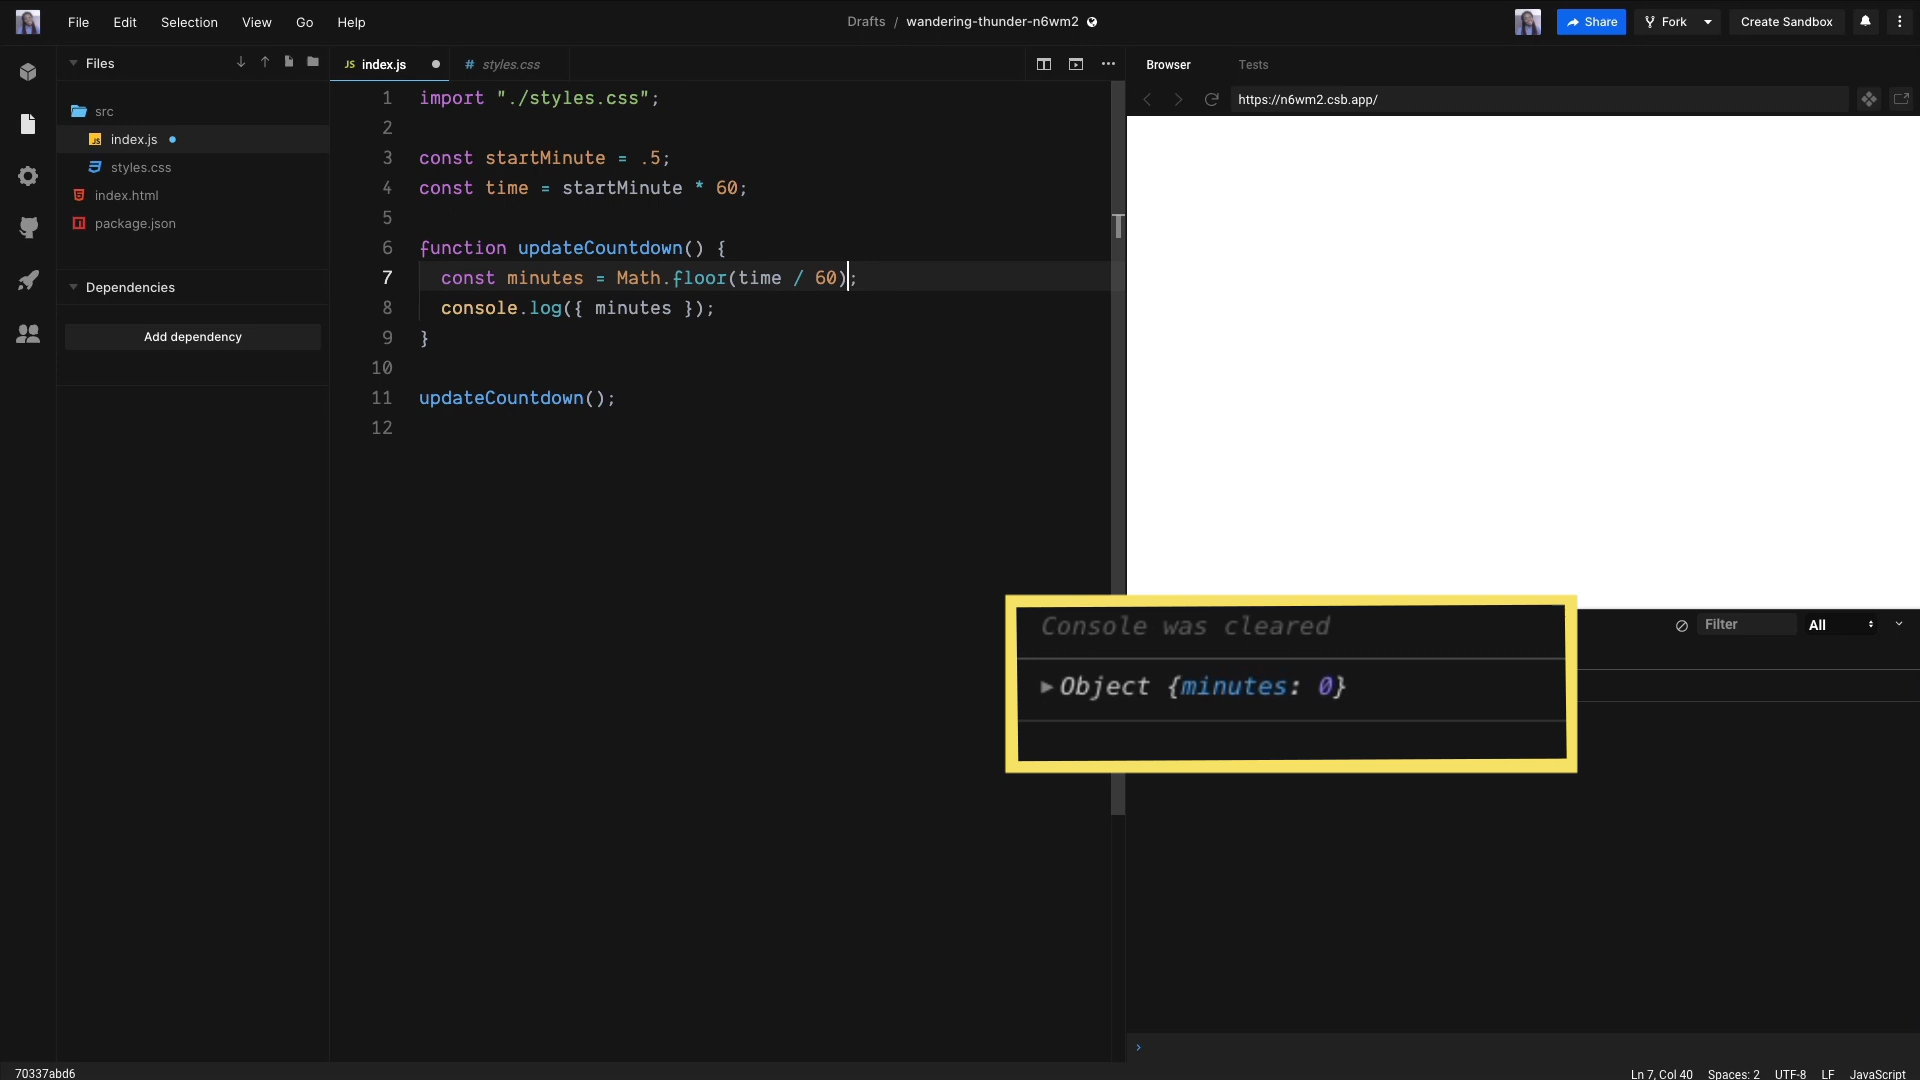 File Edit Selection View Go Help
Drafts / wandering-thunder-n6wm2
Share Fork Create Sandbox
Files
src
index.js
styles.css
index.html
package.json
Dependencies
Add dependency
JS index.js
# styles.css
1 import "./styles.css";
2
3 const startMinute = .5;
4 const time = startMinute * 60;
5
6 function updateCountdown() {
7 const minutes = Math.floor(time / 60);
8 console.log({ minutes });
9 }
10
11 updateCountdown();
12
Browser Tests
https://n6wm2.csb.app/
Console was cleared
Object {minutes: 0}
Filter All
70337abd6
Ln 7, Col 40 Spaces: 2 UTF-8 LF JavaScript